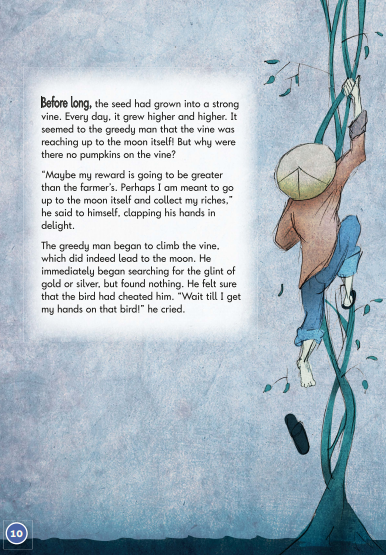 Before long, the seed had grown into a strong
vine. Every day, it grew higher and higher. It
seemed to the greedy man that the vine was
reaching up to the moon itself! But why were
there no pumpkins on the vine?
“Maybe my reward is going to be greater
than the farmer’s. Perhaps I am meant to go
up to the moon itself and collect my riches,”
he said to himself, clapping his hands in
delight.
The greedy man began to climb the vine,
which did indeed lead to the moon. He
immediately began searching for the glint of
gold or silver, but found nothing. He felt sure
that the bird had cheated him. “Wait till I get
my hands on that bird!” he cried.
10